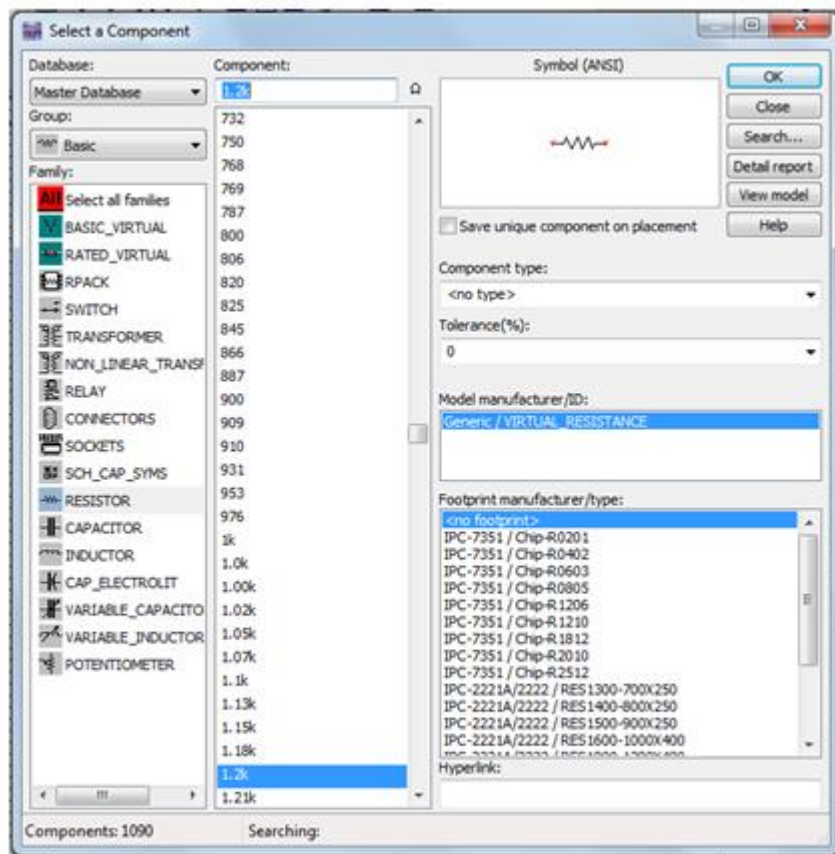 Select a Component
Database:
Master Database
Group:
Basic
Family:
All Select all families
BASIC_VIRTUAL
RATED_VIRTUAL
RPACK
SWITCH
TRANSFORMER
NON_LINEAR_TRANSF
RELAY
CONNECTORS
SOCKETS
SCH_CAP_SYMS
RESISTOR
CAPACITOR
INDUCTOR
CAP_ELECTROLIT
VARIABLE_CAPACITO
VARIABLE_INDUCTOR
POTENTIOMETER
Component:
1.2k Ω
732
750
768
769
787
800
806
820
825
845
866
887
900
909
910
931
953
976
1k
1.0k
1.00k
1.02k
1.05k
1.07k
1.1k
1.13k
1.15k
1.18k
1.2k
1.21k
Symbol (ANSI)
Save unique component on placement
Component type:
<no type>
Tolerance(%):
0
Model manufacturer/ID:
Generic / VIRTUAL_RESISTANCE
Footprint manufacturer/type:
<no footprint>
IPC-7351 / Chip-R0201
IPC-7351 / Chip-R0402
IPC-7351 / Chip-R0603
IPC-7351 / Chip-R0805
IPC-7351 / Chip-R1206
IPC-7351 / Chip-R1210
IPC-7351 / Chip-R1812
IPC-7351 / Chip-R2010
IPC-7351 / Chip-R2512
IPC-2221A/2222 / RES1300-700X250
IPC-2221A/2222 / RES1400-800X250
IPC-2221A/2222 / RES1500-900X250
IPC-2221A/2222 / RES1600-1000X400
Hyperlink:
OK
Close
Search...
Detail report
View model
Help
Components: 1090
Searching: